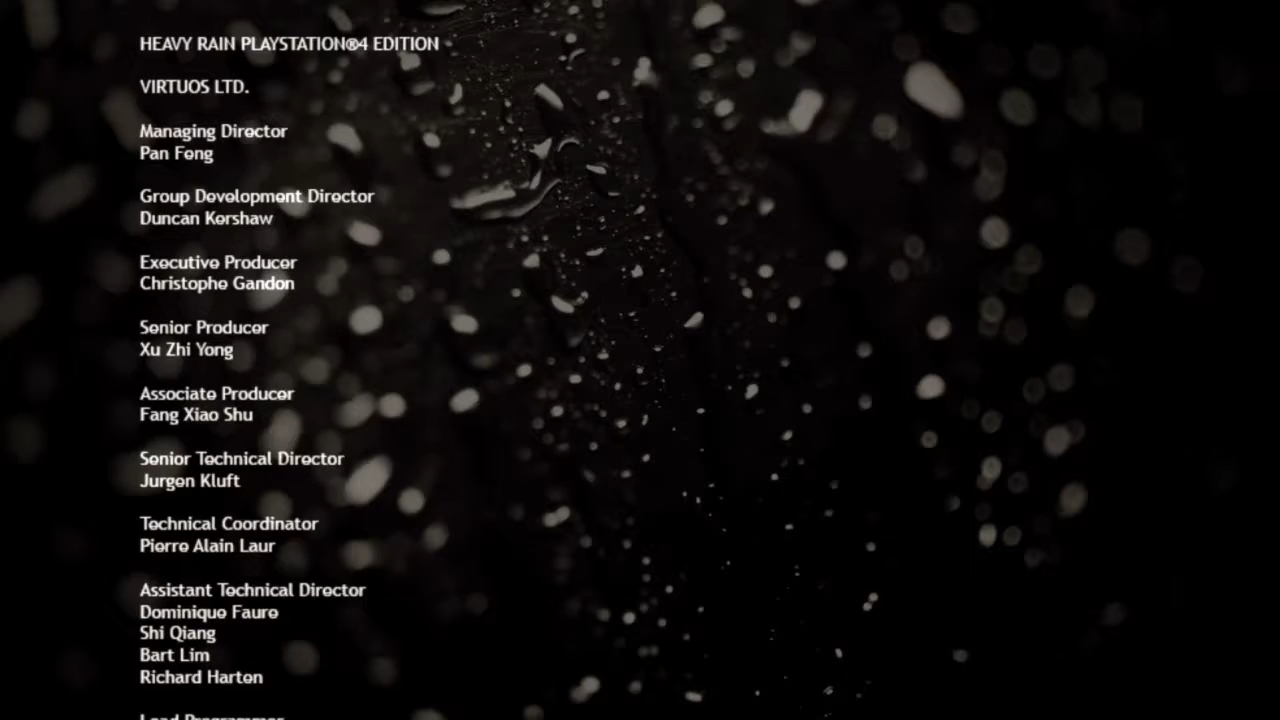 HEAVY RAIN PLAYSTATION®4 EDITION
VIRTUOS LTD.
Managing Director
Pan Feng
Group Development Director
Duncan Kershaw
Executive Producer
Christophe Gandon
Senior Producer
Xu Zhi Yong
Associate Producer
Fang Xiao Shu
Senior Technical Director
Jurgen Kluft
Technical Coordinator
Pierre Alain Laur
Assistant Technical Director
Dominique Faure
Shi Qiang
Bart Lim
Richard Harten
Lead Programmer